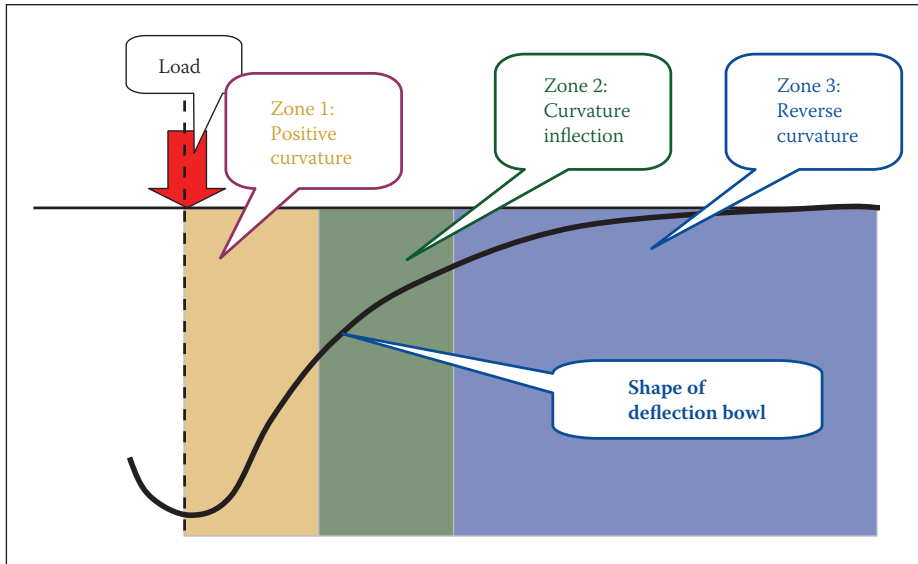 Load
Zone 1:
Positive
curvature
Zone 2:
Curvature
inflection
Zone 3:
Reverse
curvature
Shape of
deflection bowl